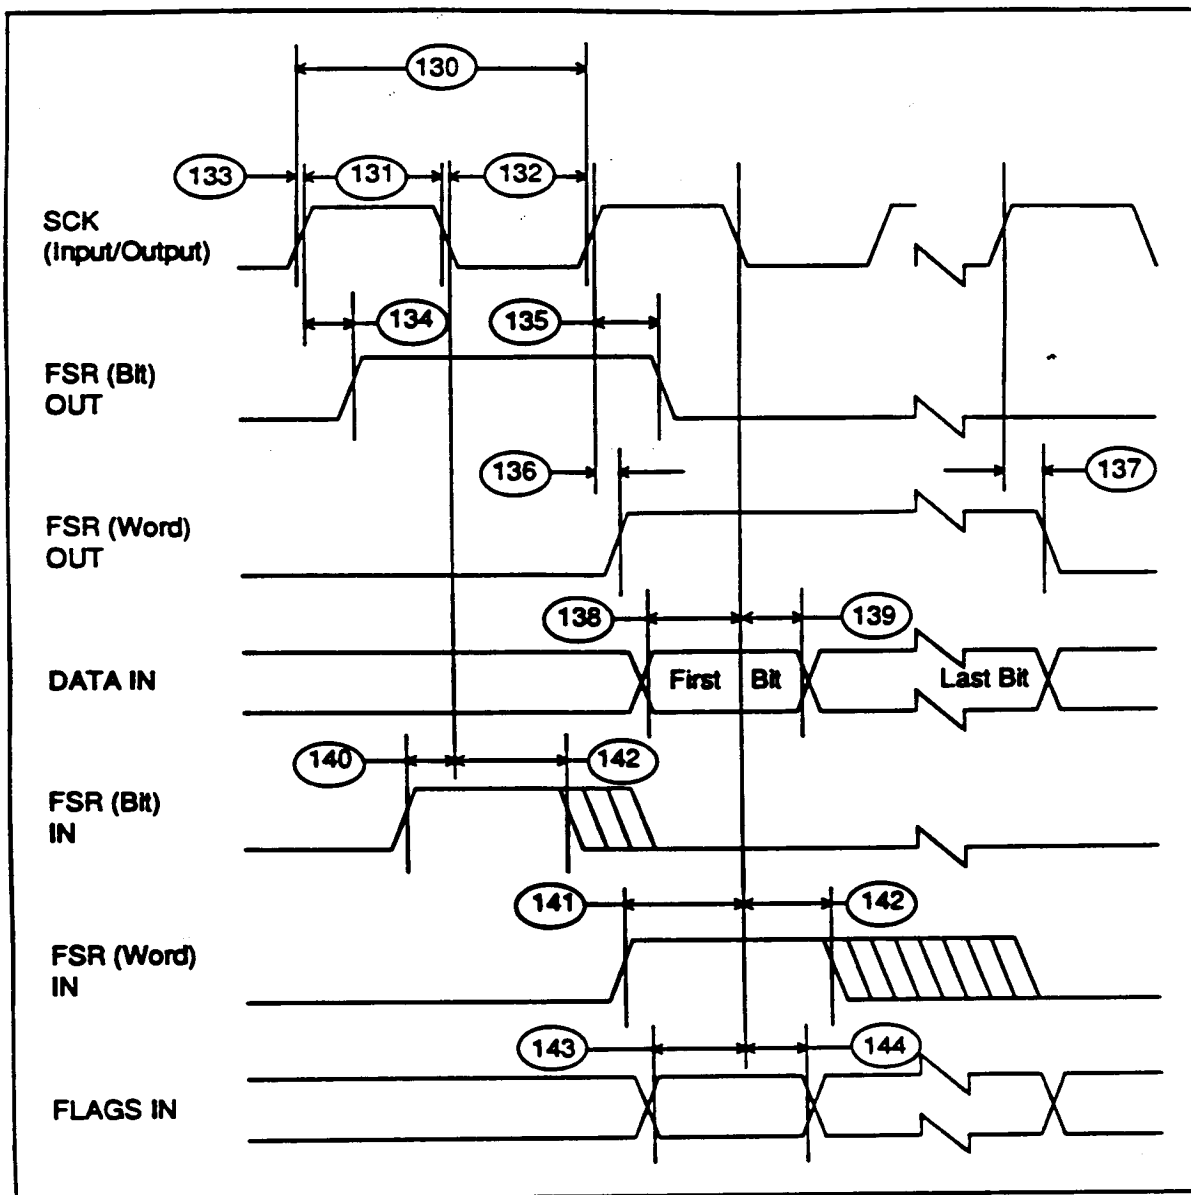 130
133
131
132
SCK
(Input/Output)
134
135
FSR (Bit)
OUT
136
137
FSR (Word)
OUT
138
139
DATA IN
First Bit
Last Bit
140
142
FSR (Bit)
IN
141
142
FSR (Word)
IN
143
144
FLAGS IN